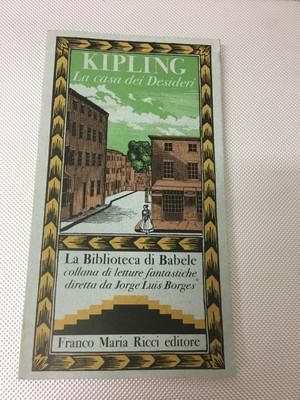 KIPLING
La casa dei Desideri
La Biblioteca di Babele
collana di letture fantastiche
diretta da Jorge Luis Borges
Franco Maria Ricci editore